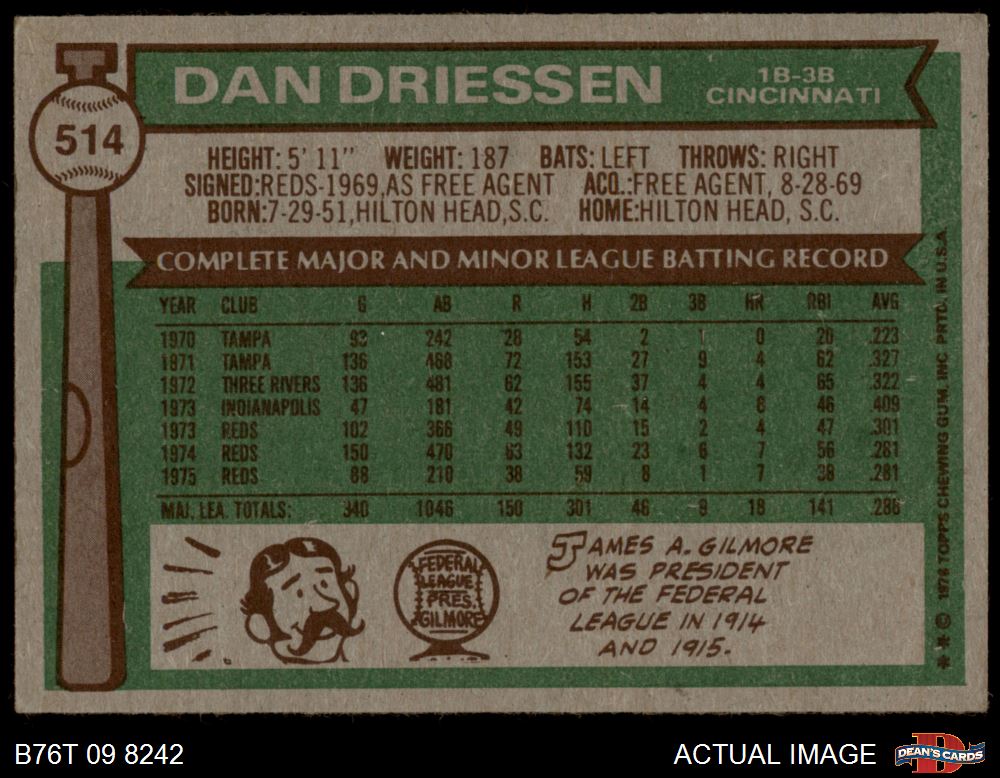 DAN DRIESSEN
1B-3B
CINCINNATI
514
HEIGHT: 5' 11" WEIGHT: 187 BATS: LEFT THROWS: RIGHT
SIGNED:REDS-1969,AS FREE AGENT ACQ.:FREE AGENT, 8-28-69
BORN:7-29-51,HILTON HEAD,S.C. HOME:HILTON HEAD, S.C.
COMPLETE MAJOR AND MINOR LEAGUE BATTING RECORD
YEAR CLUB G AB R H 2B 3B HR RBI AVG
1970 TAMPA 93 242 28 54 2 1 0 20 .223
1971 TAMPA 136 468 72 153 27 9 4 62 .327
1972 THREE RIVERS 136 481 62 155 37 4 4 65 .322
1973 INDIANAPOLIS 47 181 42 74 14 4 6 46 .409
1973 REDS 102 366 49 110 15 2 4 47 .301
1974 REDS 150 470 63 132 23 6 7 56 .281
1975 REDS 88 210 38 59 8 1 7 38 .281
MAJ. LEA. TOTALS: 340 1046 150 301 46 9 18 141 .288
FEDERAL
LEAGUE
PRES.
GILMORE
JAMES A. GILMORE
WAS PRESIDENT
OF THE FEDERAL
LEAGUE IN 1914
AND 1915.
* * © 1976 TOPPS CHEWING GUM, INC. PRTD. IN U.S.A.
B76T 09 8242
ACTUAL IMAGE
DEAN'S CARDS